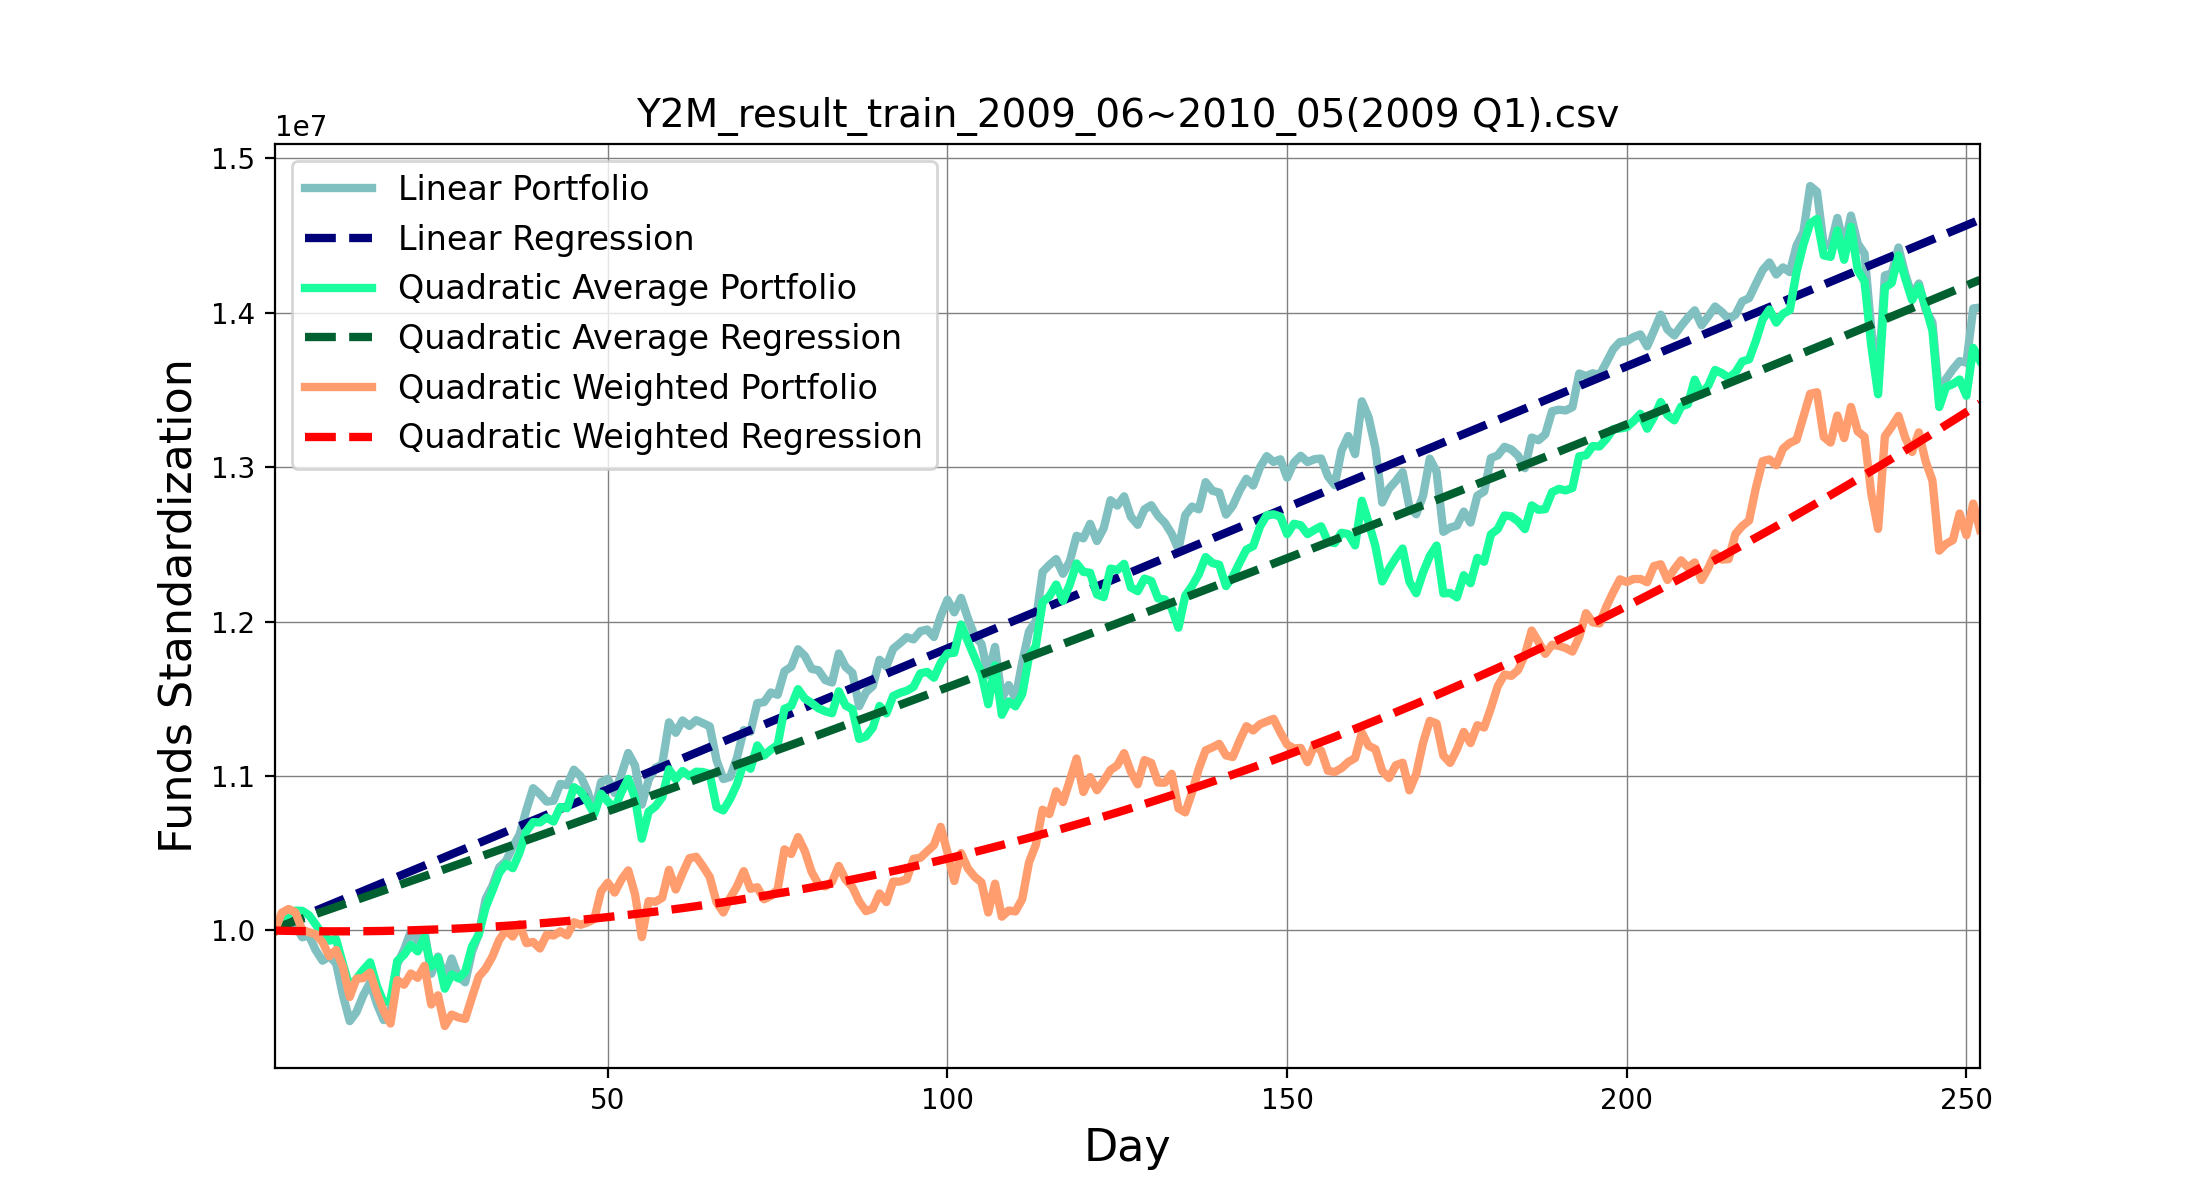 Y2M_result_train_2009_06~2010_05(2009 Q1).csv
1e7
1.5
1.4
1.3
1.2
1.1
1.0
Funds Standardization
Linear Portfolio
Linear Regression
Quadratic Average Portfolio
Quadratic Average Regression
Quadratic Weighted Portfolio
Quadratic Weighted Regression
50 100 150 200 250
Day